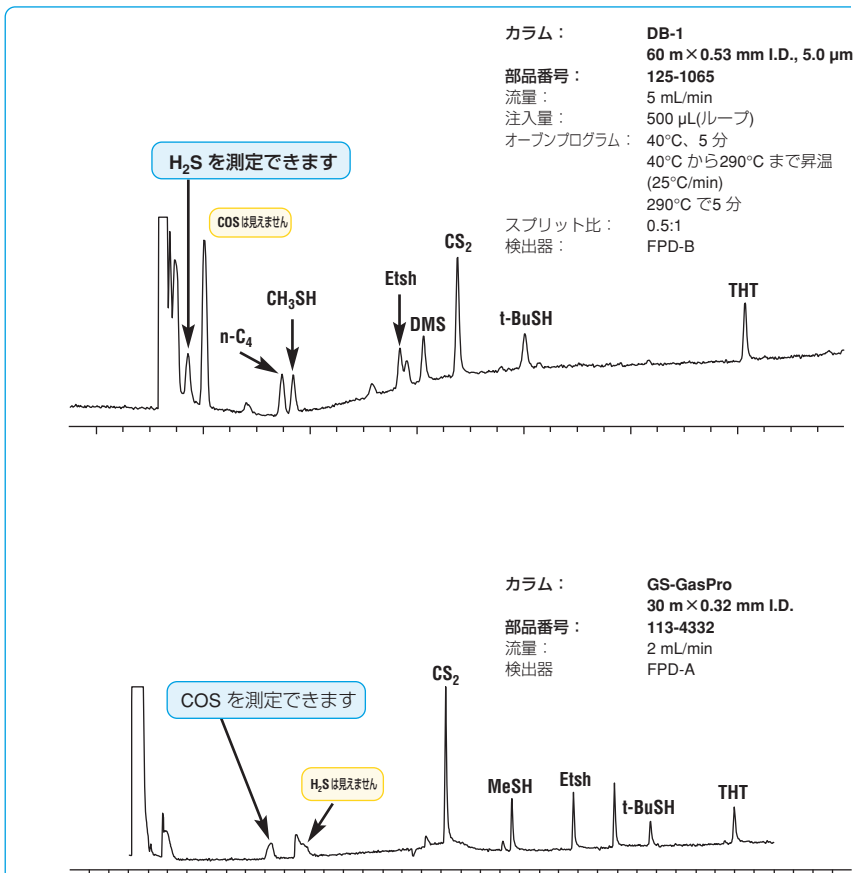 カラム： DB-1
60 m×0.53 mm I.D., 5.0 µm
部品番号： 125-1065
流量： 5 mL/min
注入量： 500 µL(ループ)
オーブンプログラム： 40°C、5 分
40°C から290°C まで昇温
(25°C/min)
290°C で5 分
スプリット比： 0.5:1
検出器： FPD-B
H₂S を測定できます
COS は見えません
n-C₄
CH₃SH
Etsh
DMS
CS₂
t-BuSH
THT
カラム： GS-GasPro
30 m×0.32 mm I.D.
部品番号： 113-4332
流量： 2 mL/min
検出器 FPD-A
COS を測定できます
H₂Sは見えません
CS₂
MeSH
Etsh
t-BuSH
THT